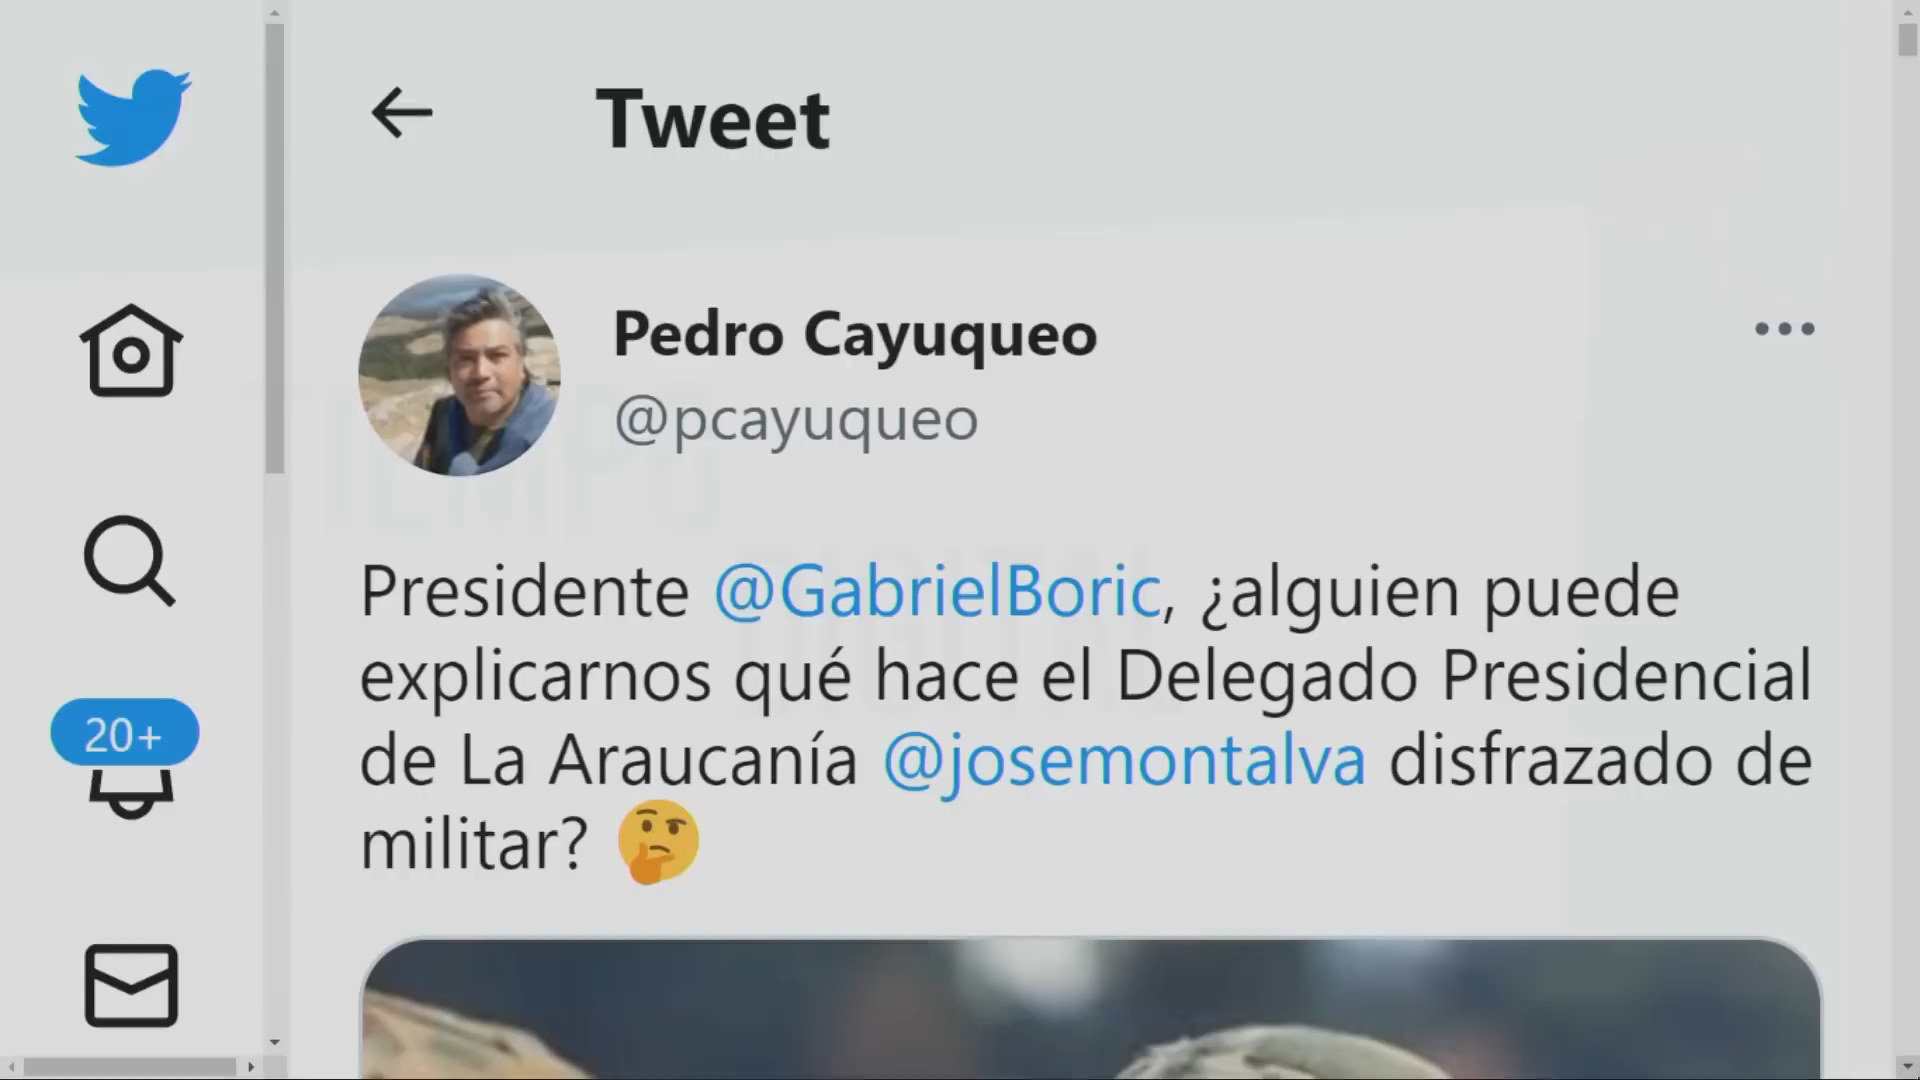 Tweet
Pedro Cayuqueo
@pcayuqueo
Presidente @GabrielBoric, ¿alguien puede
explicarnos qué hace el Delegado Presidencial
de La Araucanía @josemontalva disfrazado de
militar? 🤔
20+